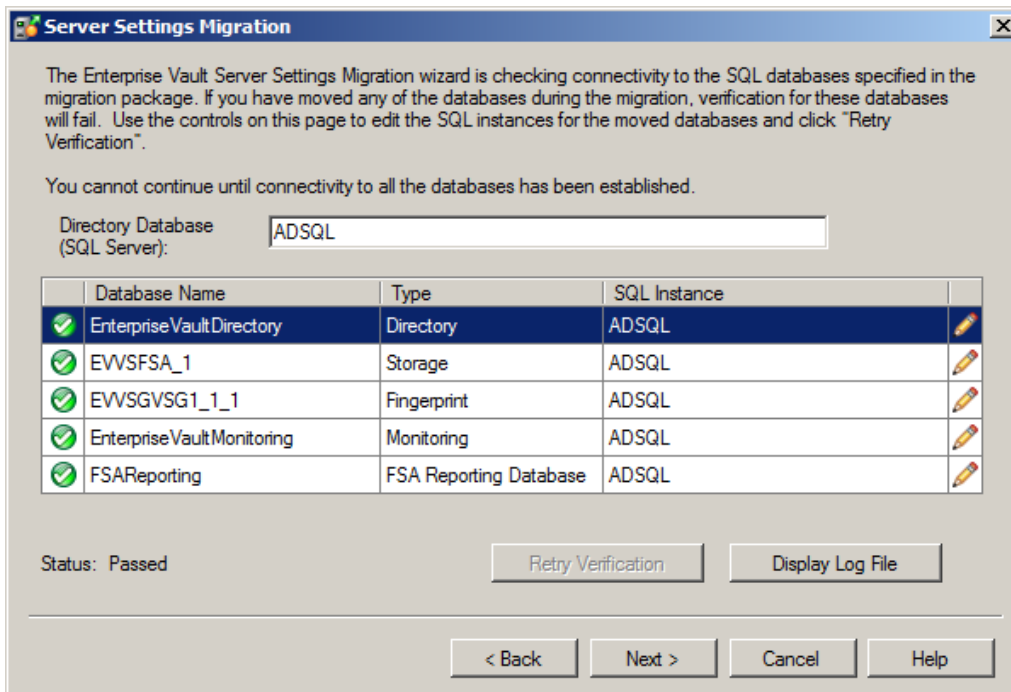 Server Settings Migration
The Enterprise Vault Server Settings Migration wizard is checking connectivity to the SQL databases specified in the
migration package. If you have moved any of the databases during the migration, verification for these databases
will fail.  Use the controls on this page to edit the SQL instances for the moved databases and click "Retry
Verification".
You cannot continue until connectivity to all the databases has been established.
Directory Database
(SQL Server):
ADSQL
Database Name Type SQL Instance
EnterpriseVaultDirectory Directory ADSQL
EVVSFSA_1 Storage ADSQL
EVVSGVSG1_1_1 Fingerprint ADSQL
EnterpriseVaultMonitoring Monitoring ADSQL
FSAReporting FSA Reporting Database ADSQL
Status: Passed Retry Verification Display Log File
< Back Next > Cancel Help